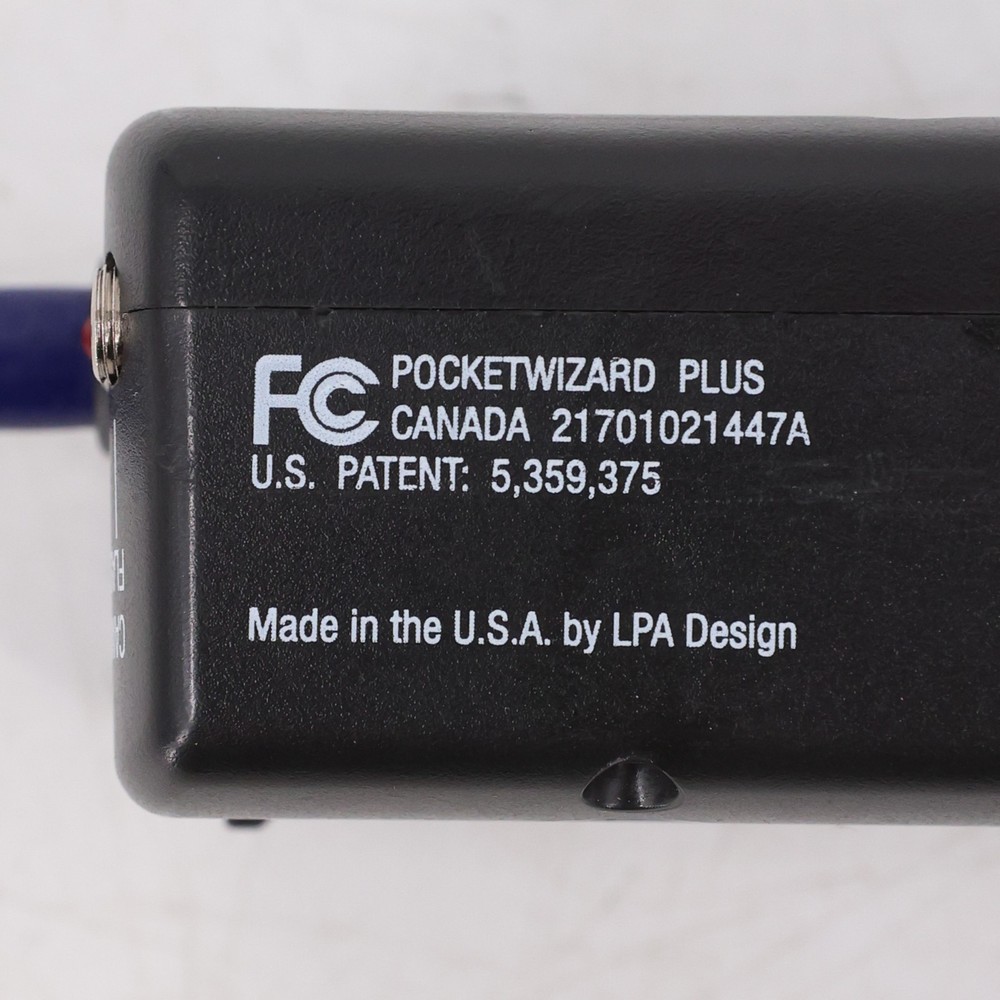 FC POCKETWIZARD PLUS
CANADA 21701021447A
U.S. PATENT: 5,359,375
Made in the U.S.A. by LPA Design